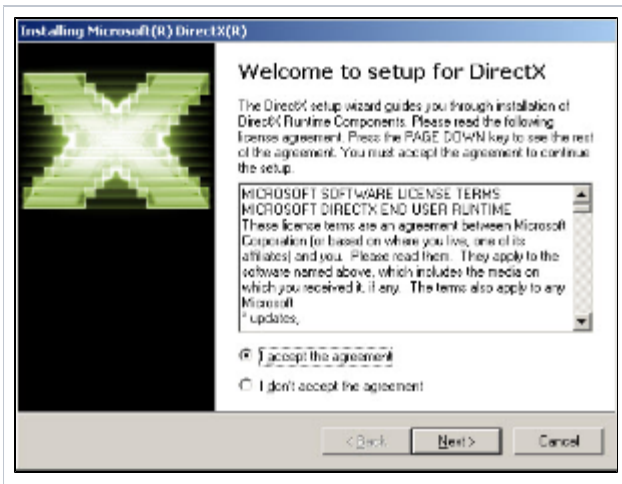 Installing Microsoft(R) DirectX(R)
Welcome to setup for DirectX
The DirectX setup wizard guides you through installation of
DirectX Runtime Components. Please read the following
license agreement. Press the PAGE DOWN key to see the rest
of the agreement. You must accept the agreement to continue
the setup.
MICROSOFT SOFTWARE LICENSE TERMS
MICROSOFT DIRECTX END USER RUNTIME
These license terms are an agreement between Microsoft
Corporation (or based on where you live, one of its
affiliates) and you. Please read them. They apply to the
software named above, which includes the media on
which you received it, if any. The terms also apply to any
Microsoft
* updates,
I accept the agreement
I don't accept the agreement
< Back
Next >
Cancel